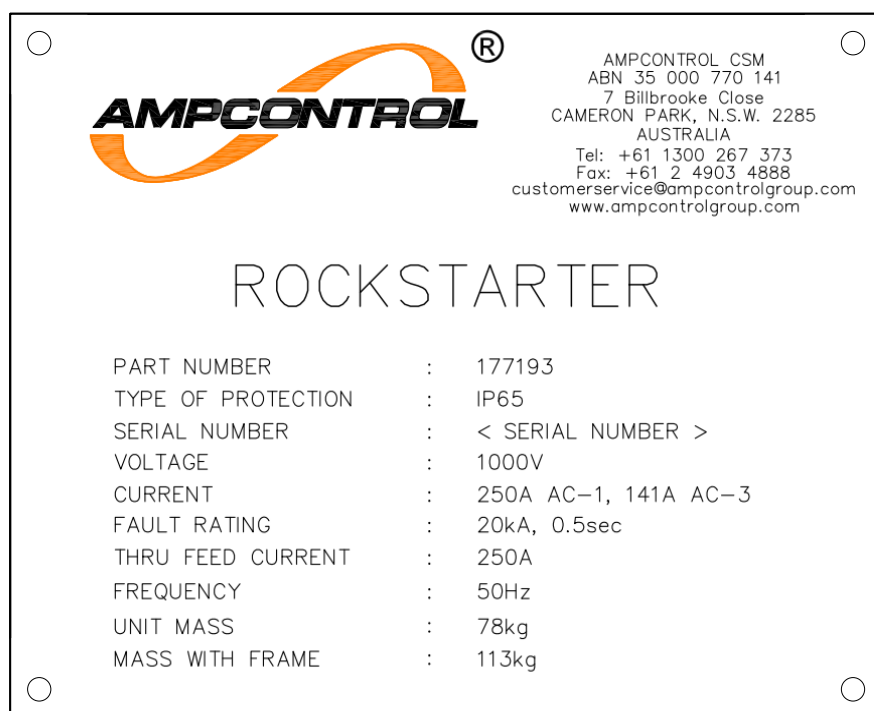 AMPCONTROL
®
AMPCONTROL CSM
ABN 35 000 770 141
7 Billbrooke Close
CAMERON PARK, N.S.W. 2285
AUSTRALIA
Tel: +61 1300 267 373
Fax: +61 2 4903 4888
customerservice@ampcontrolgroup.com
www.ampcontrolgroup.com
ROCKSTARTER
PART NUMBER : 177193
TYPE OF PROTECTION : IP65
SERIAL NUMBER : < SERIAL NUMBER >
VOLTAGE : 1000V
CURRENT : 250A AC-1, 141A AC-3
FAULT RATING : 20kA, 0.5sec
THRU FEED CURRENT : 250A
FREQUENCY : 50Hz
UNIT MASS : 78kg
MASS WITH FRAME : 113kg